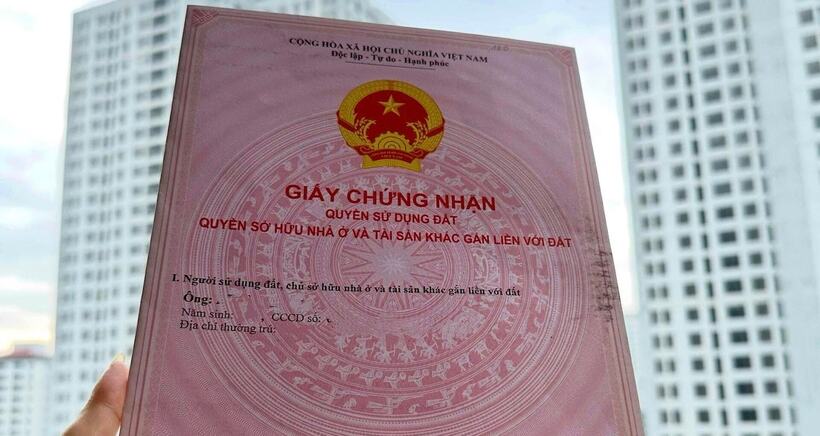 CỘNG HÒA XÃ HỘI CHỦ NGHĨA VIỆT NAM
Độc lập - Tự do - Hạnh phúc
GIẤY CHỨNG NHẬN
QUYỀN SỬ DỤNG ĐẤT
QUYỀN SỞ HỮU NHÀ Ở VÀ TÀI SẢN KHÁC GẮN LIỀN VỚI ĐẤT
I. Người sử dụng đất, chủ sở hữu nhà ở và tài sản khác gắn liền với đất
Ông:
Năm sinh: , CCCD số:
Địa chỉ thường trú: